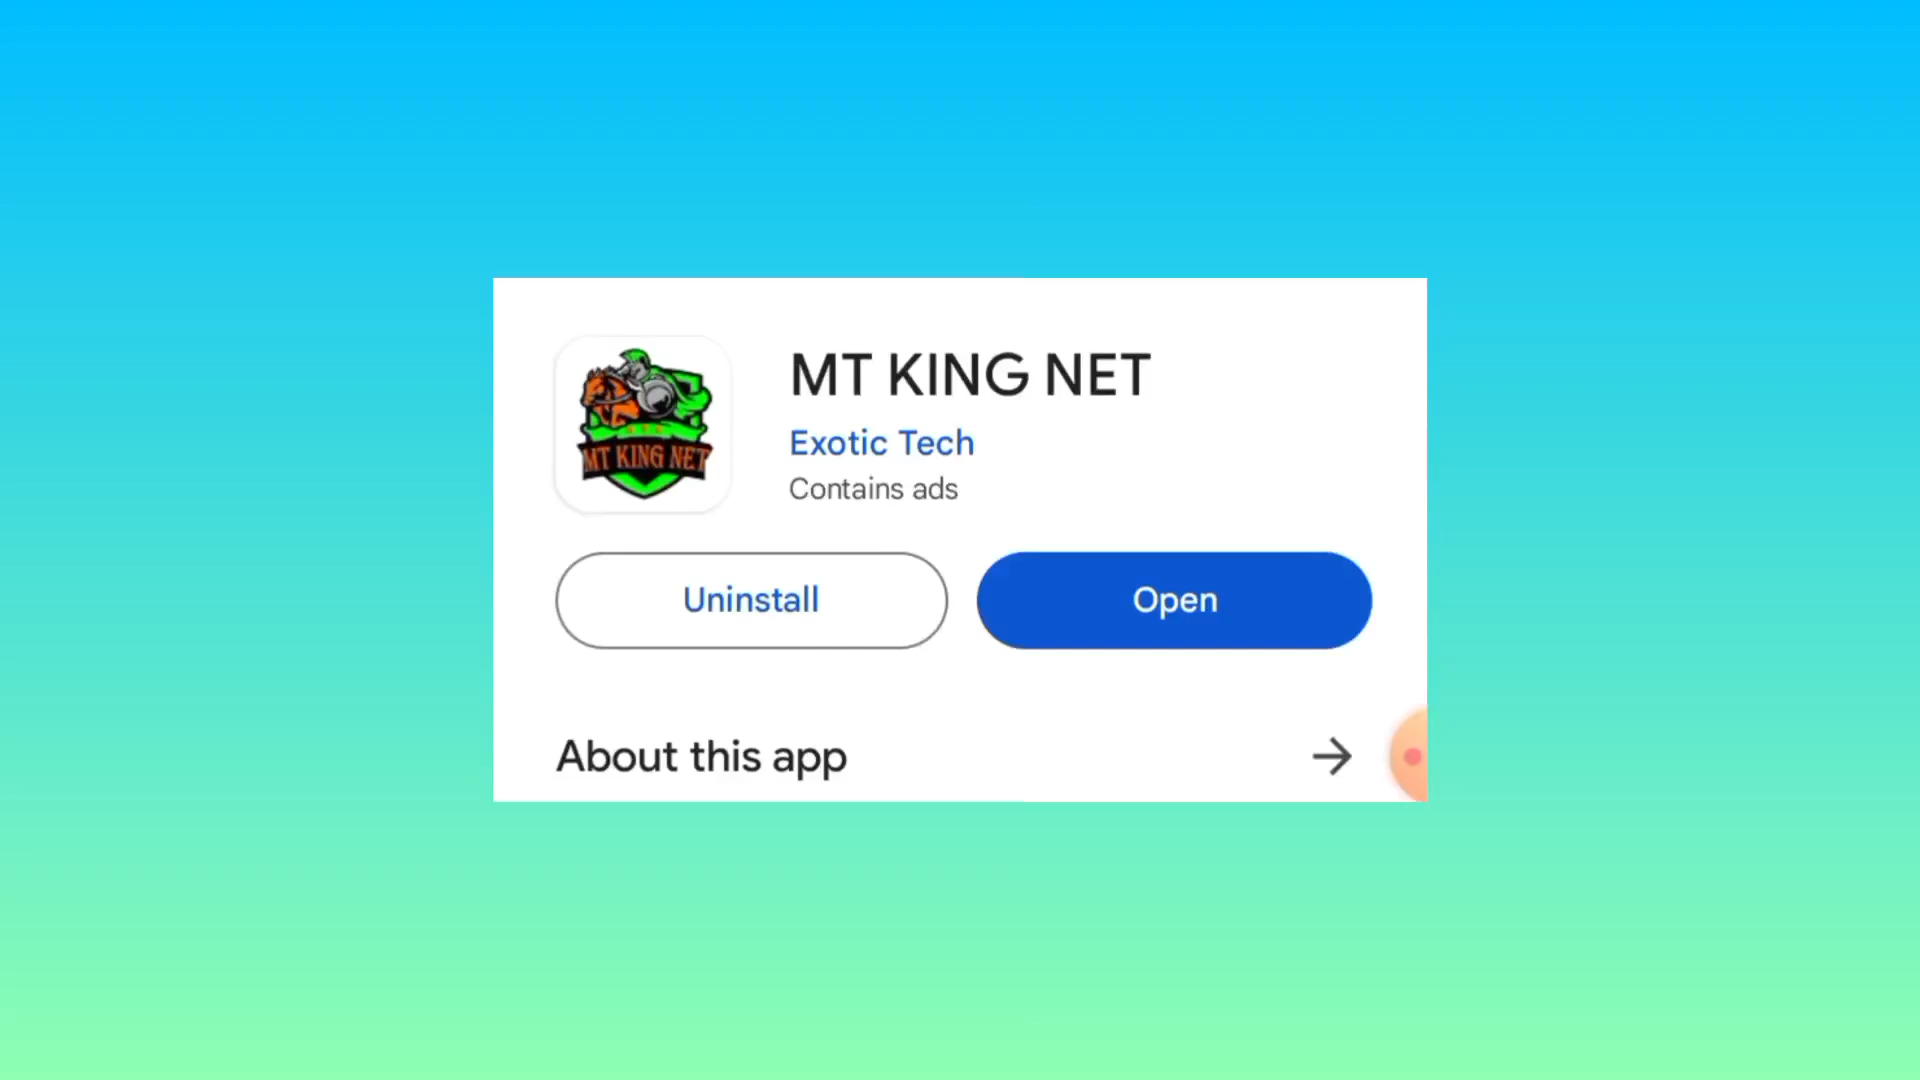 MT KING NET
Exotic Tech
Contains ads
MT KING NET
Uninstall
Open
About this app